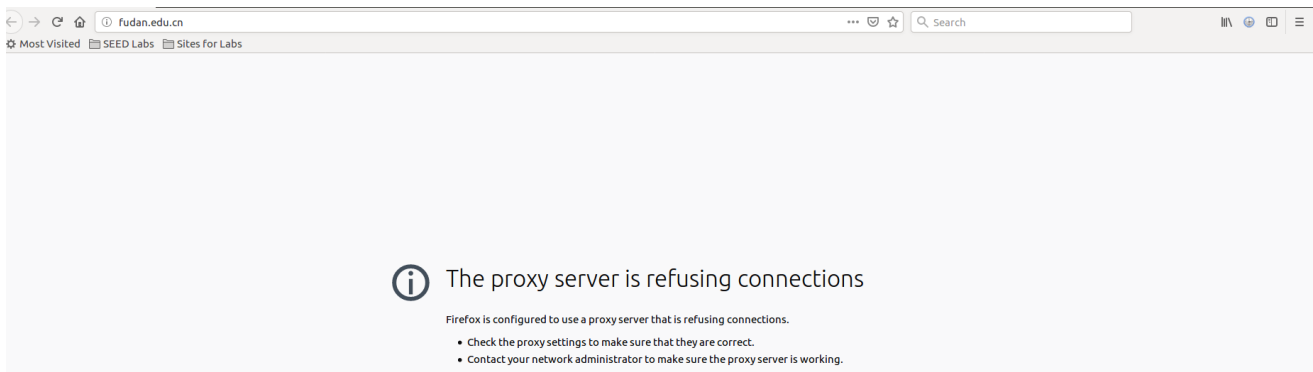 fudan.edu.cn
Search
Most Visited SEED Labs Sites for Labs
The proxy server is refusing connections
Firefox is configured to use a proxy server that is refusing connections.
Check the proxy settings to make sure that they are correct.
Contact your network administrator to make sure the proxy server is working.